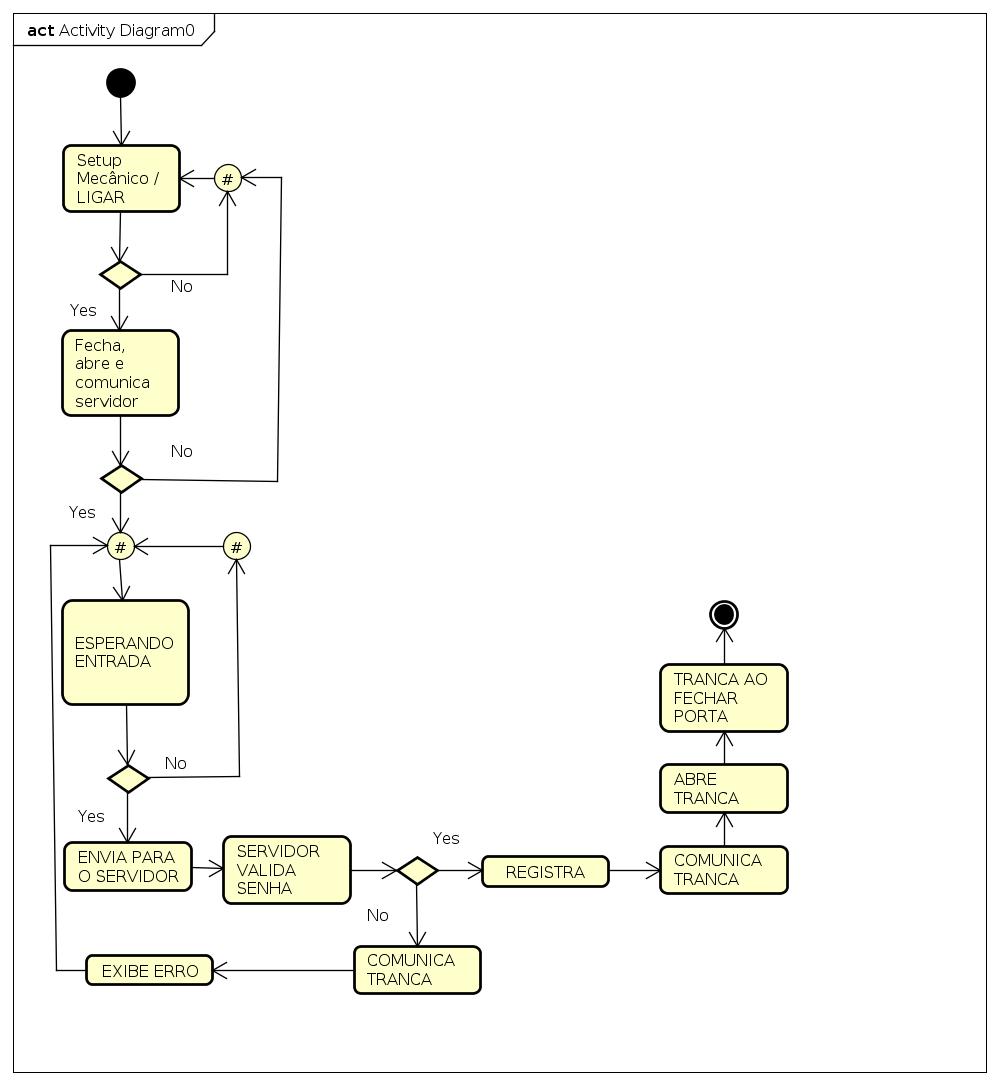 act Activity Diagram0
Setup
Mecânico /
LIGAR
#
No
Yes
Fecha,
abre e
comunica
servidor
No
Yes
#
#
ESPERANDO
ENTRADA
No
Yes
ENVIA PARA
O SERVIDOR
SERVIDOR
VALIDA
SENHA
Yes
No
REGISTRA
COMUNICA
TRANCA
ABRE
TRANCA
TRANCA AO
FECHAR
PORTA
COMUNICA
TRANCA
EXIBE ERRO